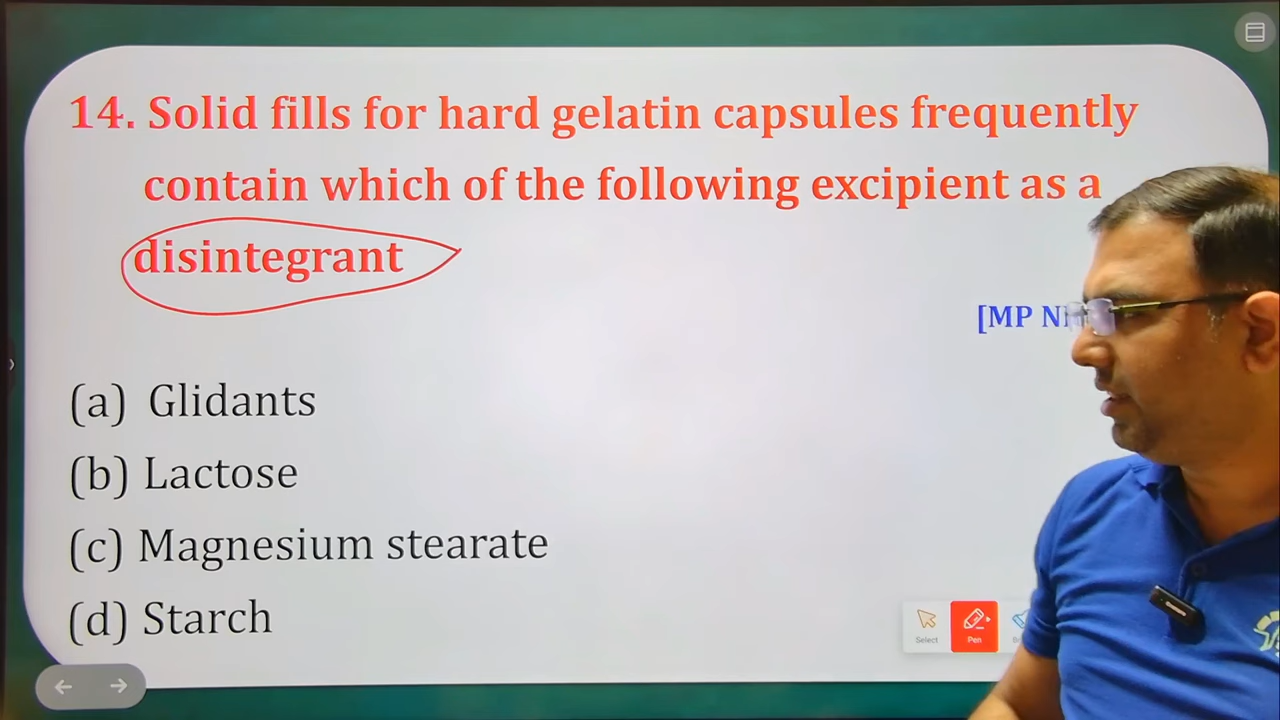 14. Solid fills for hard gelatin capsules frequently
contain which of the following excipient as a
disintegrant
[MP
(a) Glidants
(b) Lactose
(c) Magnesium stearate
(d) Starch
Select Pen